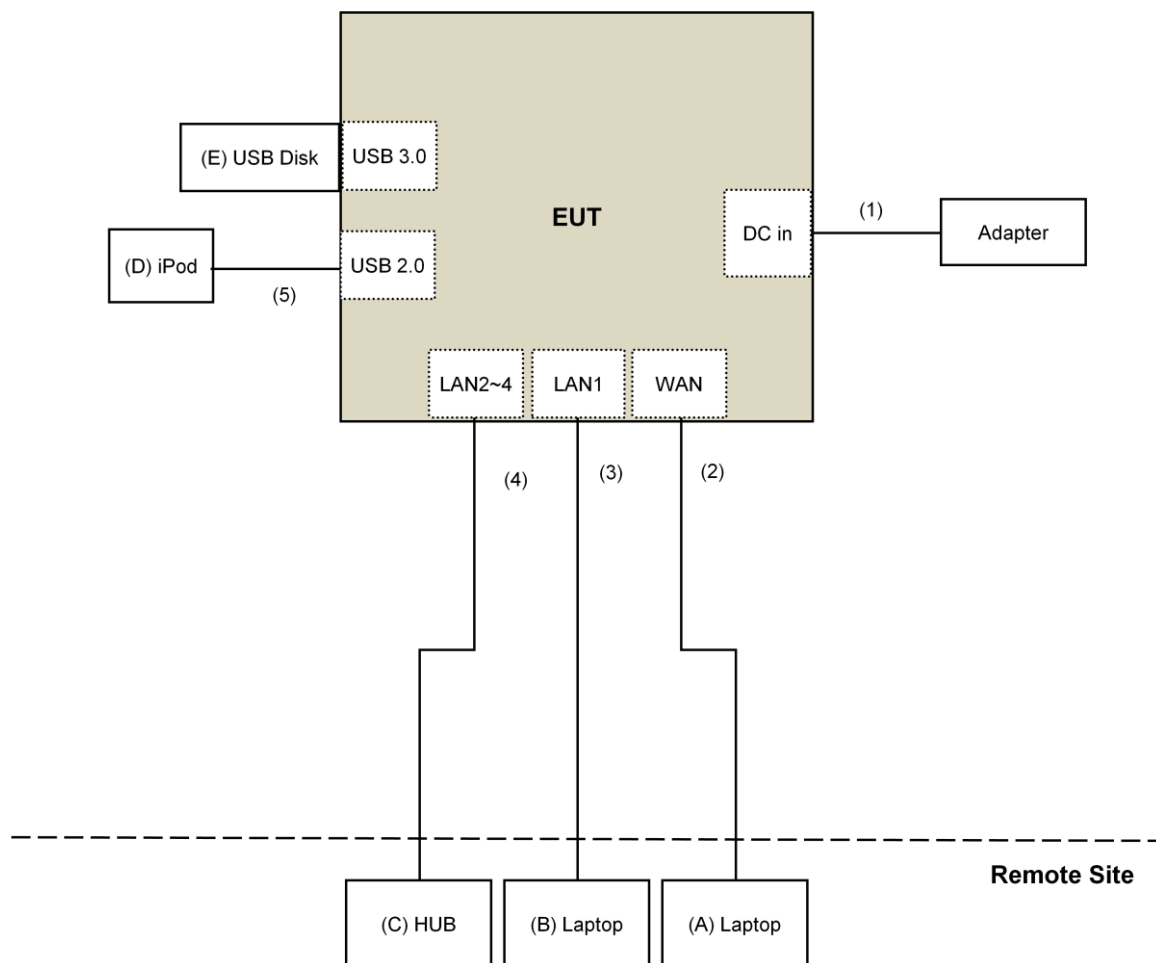 (E) USB Disk
USB 3.0
EUT
DC in
(1)
Adapter
(D) iPod
(5)
USB 2.0
LAN2~4
LAN1
WAN
(4)
(3)
(2)
Remote Site
(C) HUB
(B) Laptop
(A) Laptop